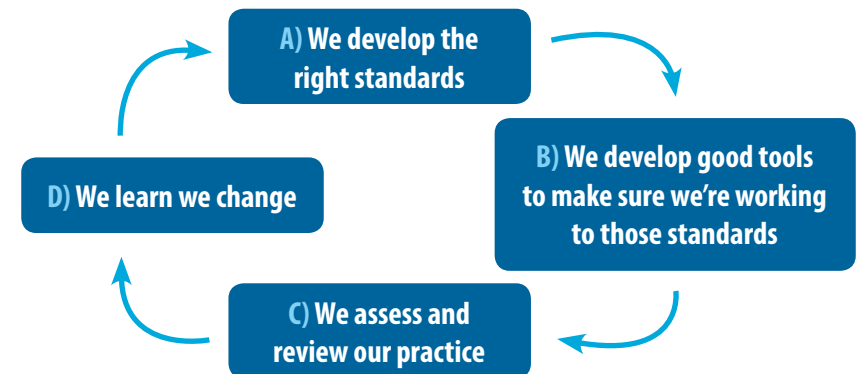 A) We develop the
right standards
B) We develop good tools
to make sure we're working
to those standards
C) We assess and
review our practice
D) We learn we change